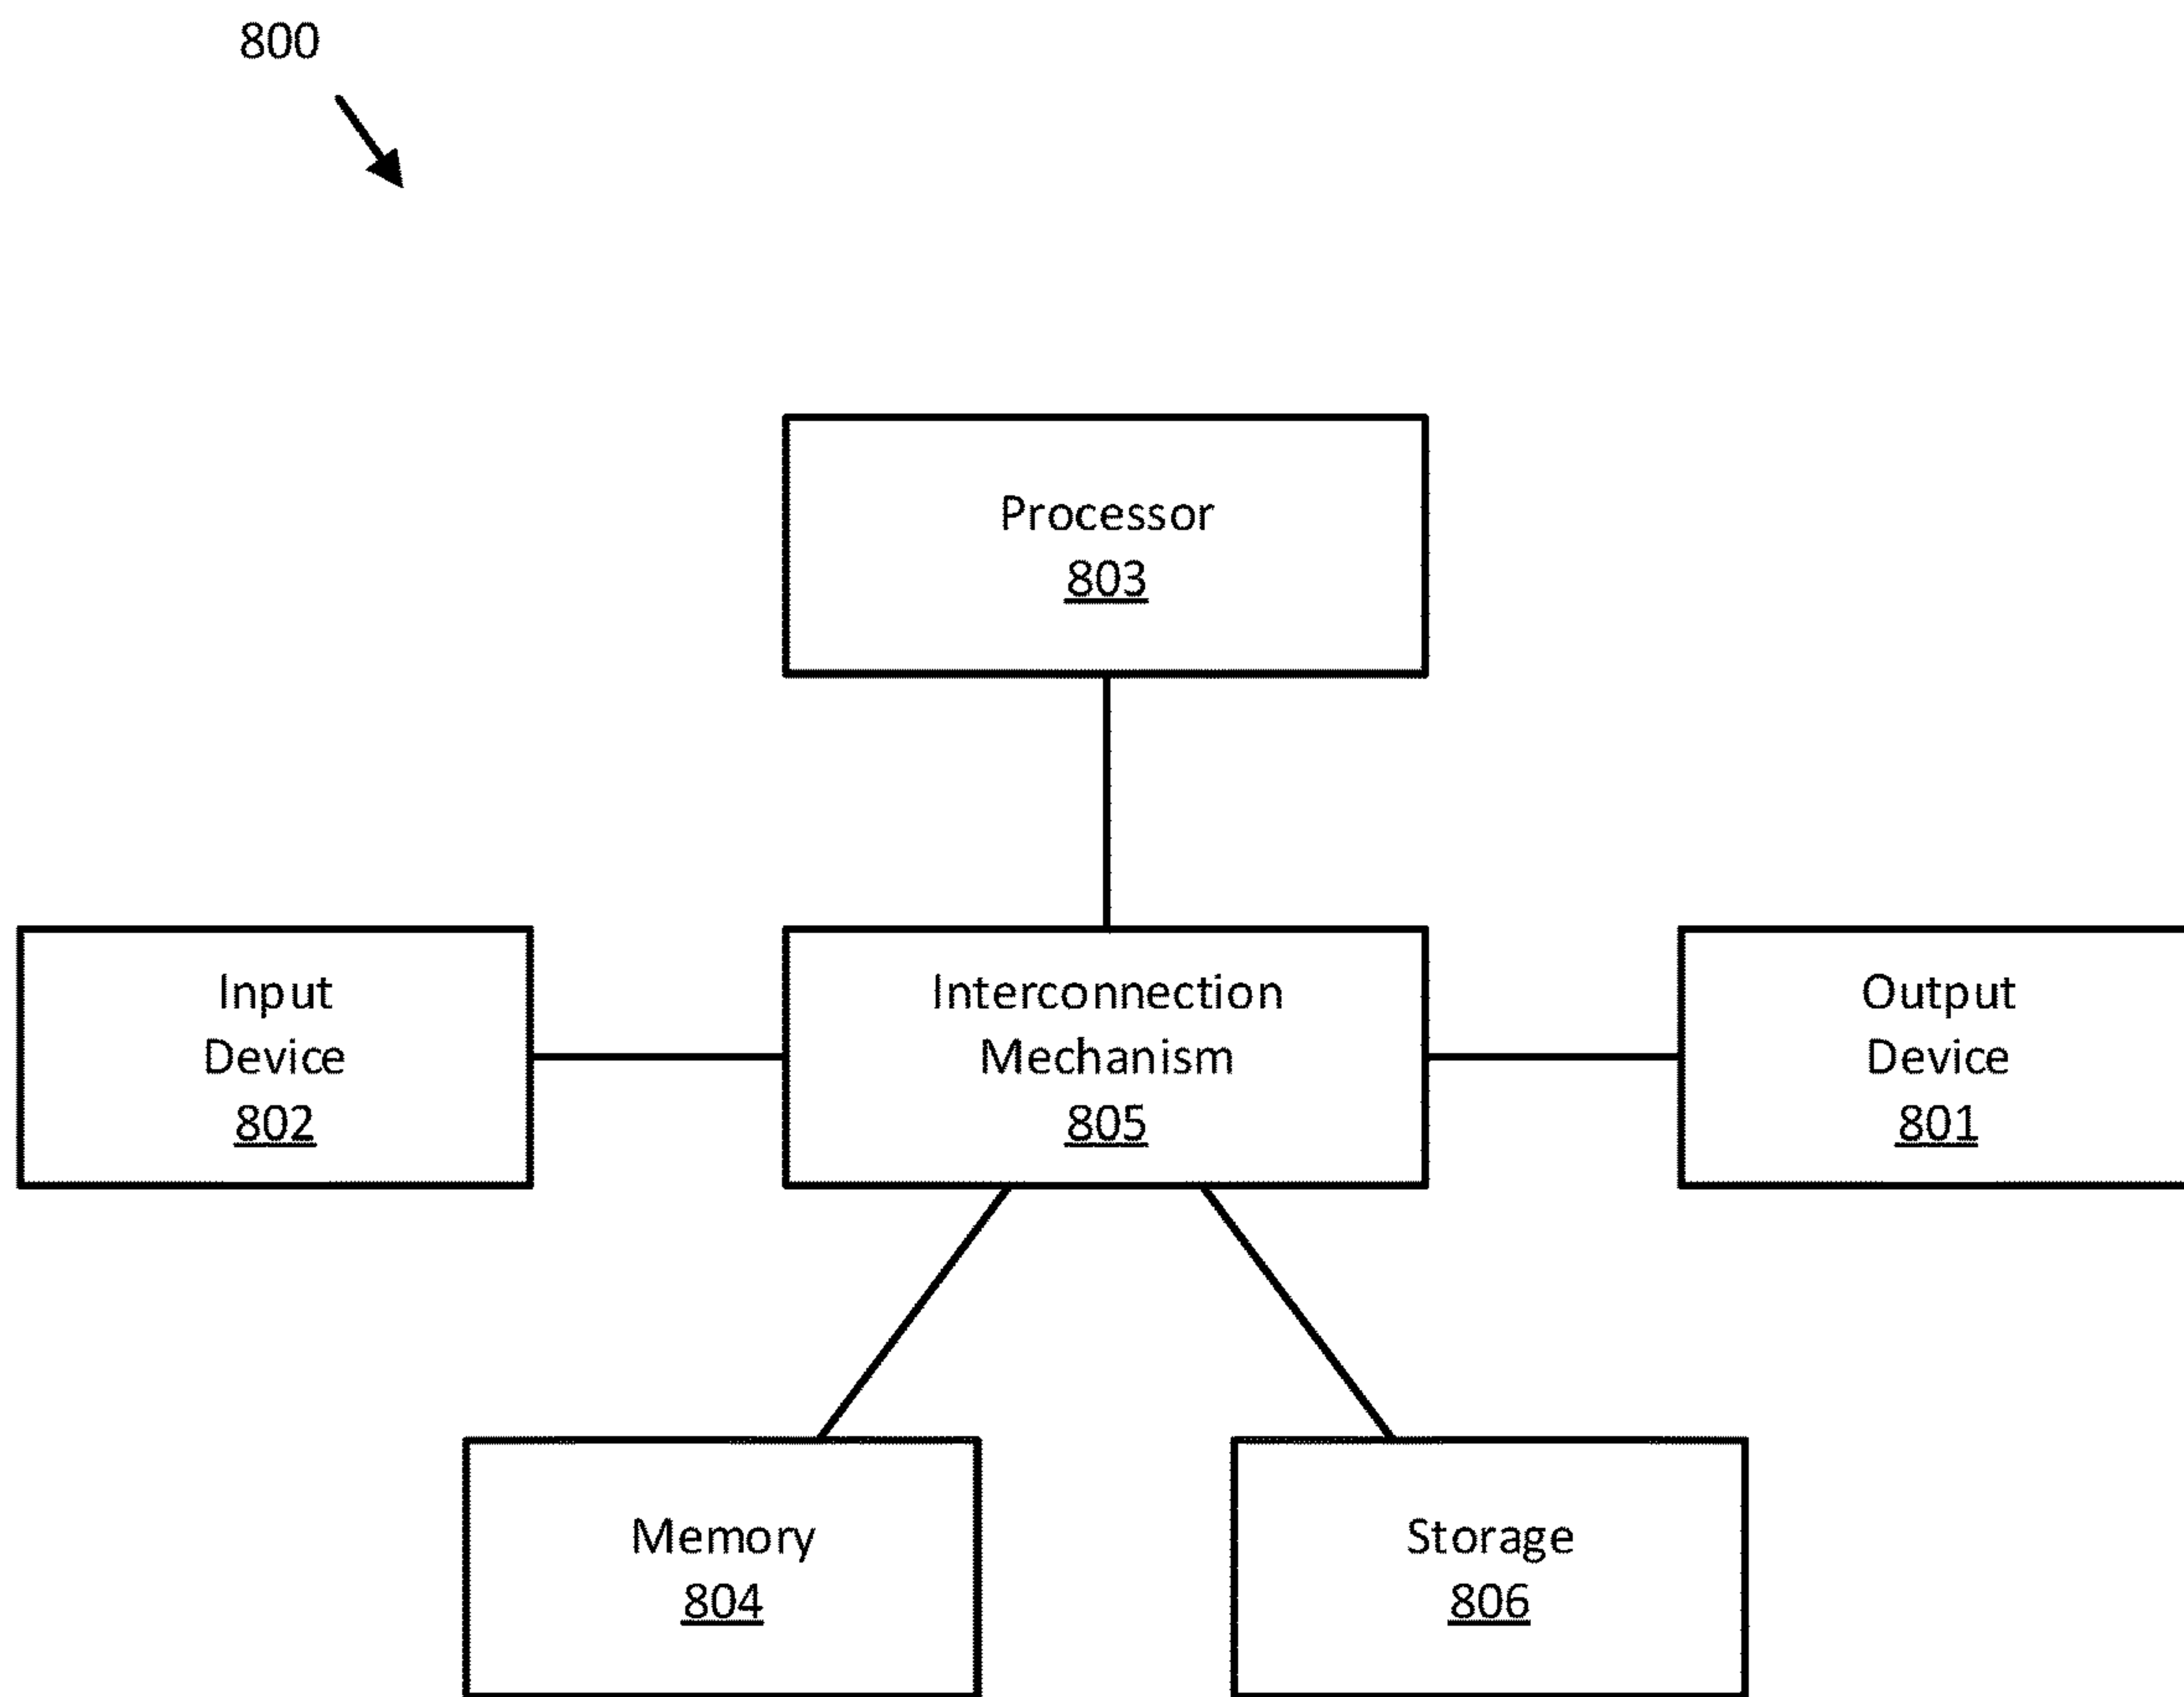 800
Processor
803
Input
Device
802
Interconnection
Mechanism
805
Output
Device
801
Memory
804
Storage
806